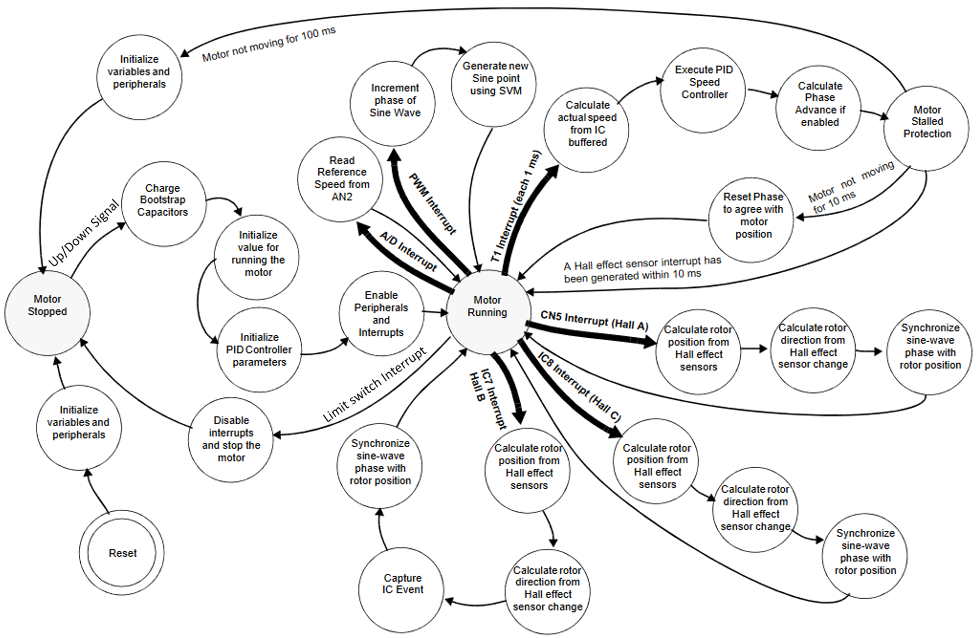 Motor not moving for 100 ms
Initialize
variables and
peripherals
Increment
phase of
Sine Wave
Generate new
Sine point
using SVM
Calculate
actual speed
from IC
buffered
Execute PID
Speed
Controller
Calculate
Phase
Advance if
enabled
Motor
Stalled
Protection
Read
Reference
Speed from
AN2
PWM Interrupt
A/D Interrupt
T1 Interrupt (each 1 ms)
Motor not moving
for 10 ms
Reset Phase
to agree with
motor
position
A Hall effect sensor interrupt has
been generated within 10 ms
Up/Down Signal
Charge
Bootstrap
Capacitors
Initialize
value for
running the
motor
Initialize
PID Controller
parameters
Enable
Peripherals
and
Interrupts
Motor
Stopped
Motor
Running
CN5 Interrupt (Hall A)
Calculate rotor
position from
Hall effect
sensors
Calculate rotor
direction from
Hall effect
sensor change
Synchronize
sine-wave
phase with
rotor position
IC8 Interrupt (Hall C)
IC7 Interrupt
Hall B
Limit switch Interrupt
Initialize
variables and
peripherals
Disable
interrupts
and stop the
motor
Synchronize
sine-wave
phase with
rotor position
Calculate rotor
position from
Hall effect
sensors
Calculate rotor
position from
Hall effect
sensors
Calculate rotor
direction from
Hall effect
sensor change
Synchronize
sine-wave
phase with
rotor position
Reset
Capture
IC Event
Calculate rotor
direction from
Hall effect
sensor change